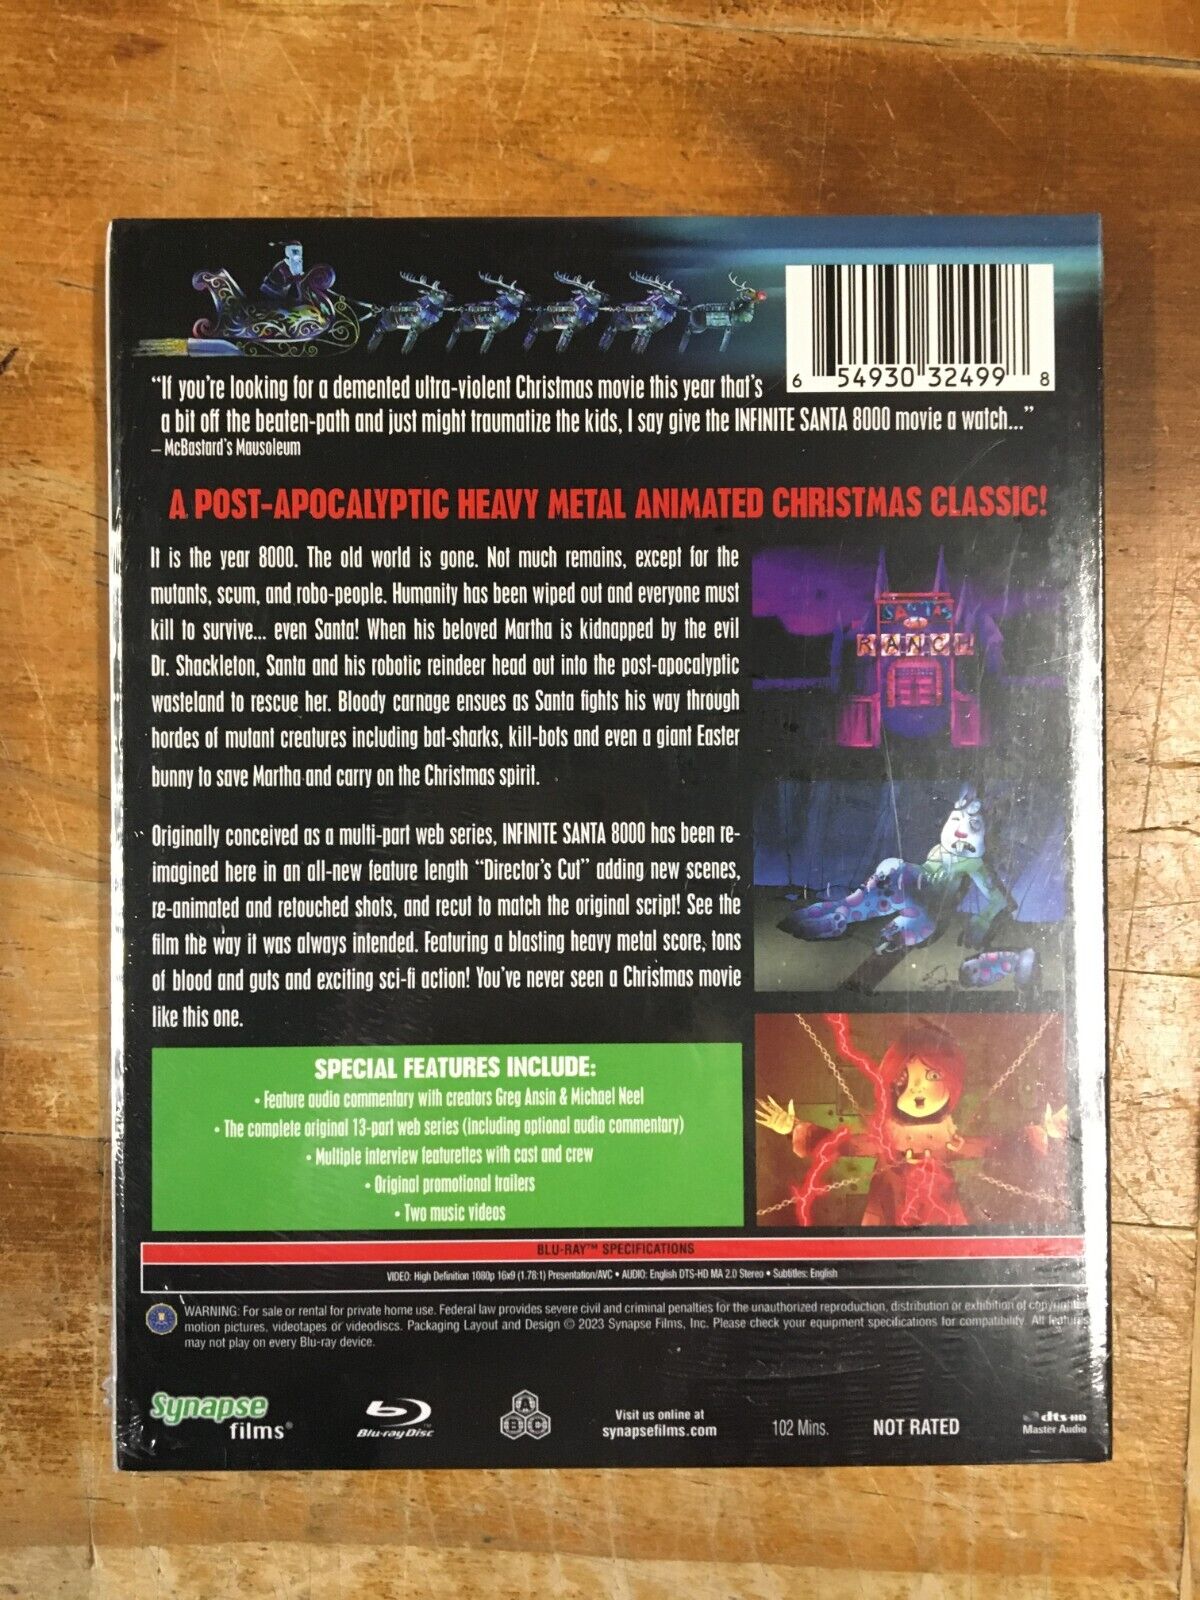 6 54930 32499 8
“If you’re looking for a demented ultra-violent Christmas movie this year that’s
a bit off the beaten-path and just might traumatize the kids, I say give the INFINITE SANTA 8000 movie a watch...”
– McBastard’s Mausoleum
A POST-APOCALYPTIC HEAVY METAL ANIMATED CHRISTMAS CLASSIC!
It is the year 8000. The old world is gone. Not much remains, except for the
mutants, scum, and robo-people. Humanity has been wiped out and everyone must
kill to survive... even Santa! When his beloved Martha is kidnapped by the evil
Dr. Shackleton, Santa and his robotic reindeer head out into the post-apocalyptic
wasteland to rescue her. Bloody carnage ensues as Santa fights his way through
hordes of mutant creatures including bat-sharks, kill-bots and even a giant Easter
bunny to save Martha and carry on the Christmas spirit.
SANTAS
RANCH
Originally conceived as a multi-part web series, INFINITE SANTA 8000 has been re-
imagined here in an all-new feature length “Director’s Cut” adding new scenes,
re-animated and retouched shots, and recut to match the original script! See the
film the way it was always intended. Featuring a blasting heavy metal score, tons
of blood and guts and exciting sci-fi action! You’ve never seen a Christmas movie
like this one.
SPECIAL FEATURES INCLUDE:
• Feature audio commentary with creators Greg Ansin & Michael Neel
• The complete original 13-part web series (including optional audio commentary)
• Multiple interview featurettes with cast and crew
• Original promotional trailers
• Two music videos
BLU-RAY™ SPECIFICATIONS
VIDEO: High Definition 1080p 16x9 (1.78:1) Presentation/AVC • AUDIO: English DTS-HD MA 2.0 Stereo • Subtitles: English
WARNING: For sale or rental for private home use. Federal law provides severe civil and criminal penalties for the unauthorized reproduction, distribution or exhibition of copyrighted
motion pictures, videotapes or videodiscs. Packaging Layout and Design © 2023 Synapse Films, Inc. Please check your equipment specifications for compatibility. All features
may not play on every Blu-ray device.
Synapse
films®
Blu-ray Disc™
A
B C
Visit us online at
synapsefilms.com
102 Mins.
NOT RATED
dts-HD
Master Audio